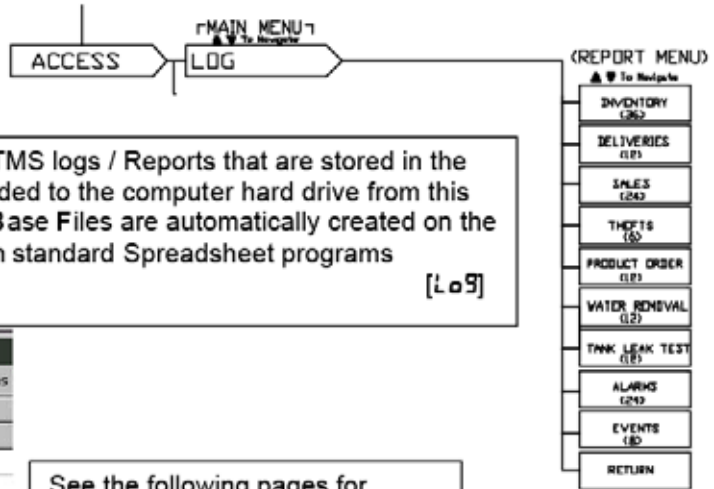 MAIN MENU
▲▼ To Navigate
ACCESS
LOG
(REPORT MENU)
▲▼ To Navigate
INVENTORY
(36)
DELIVERIES
(12)
SALES
(24)
THEFTS
(6)
PRODUCT ORDER
(12)
WATER REMOVAL
(12)
TANK LEAK TEST
(12)
ALARMS
(24)
EVENTS
RETURN
TMS logs / Reports that are stored in the
ded to the computer hard drive from this
Base Files are automatically created on the
standard Spreadsheet programs
[Log]
See the following pages for